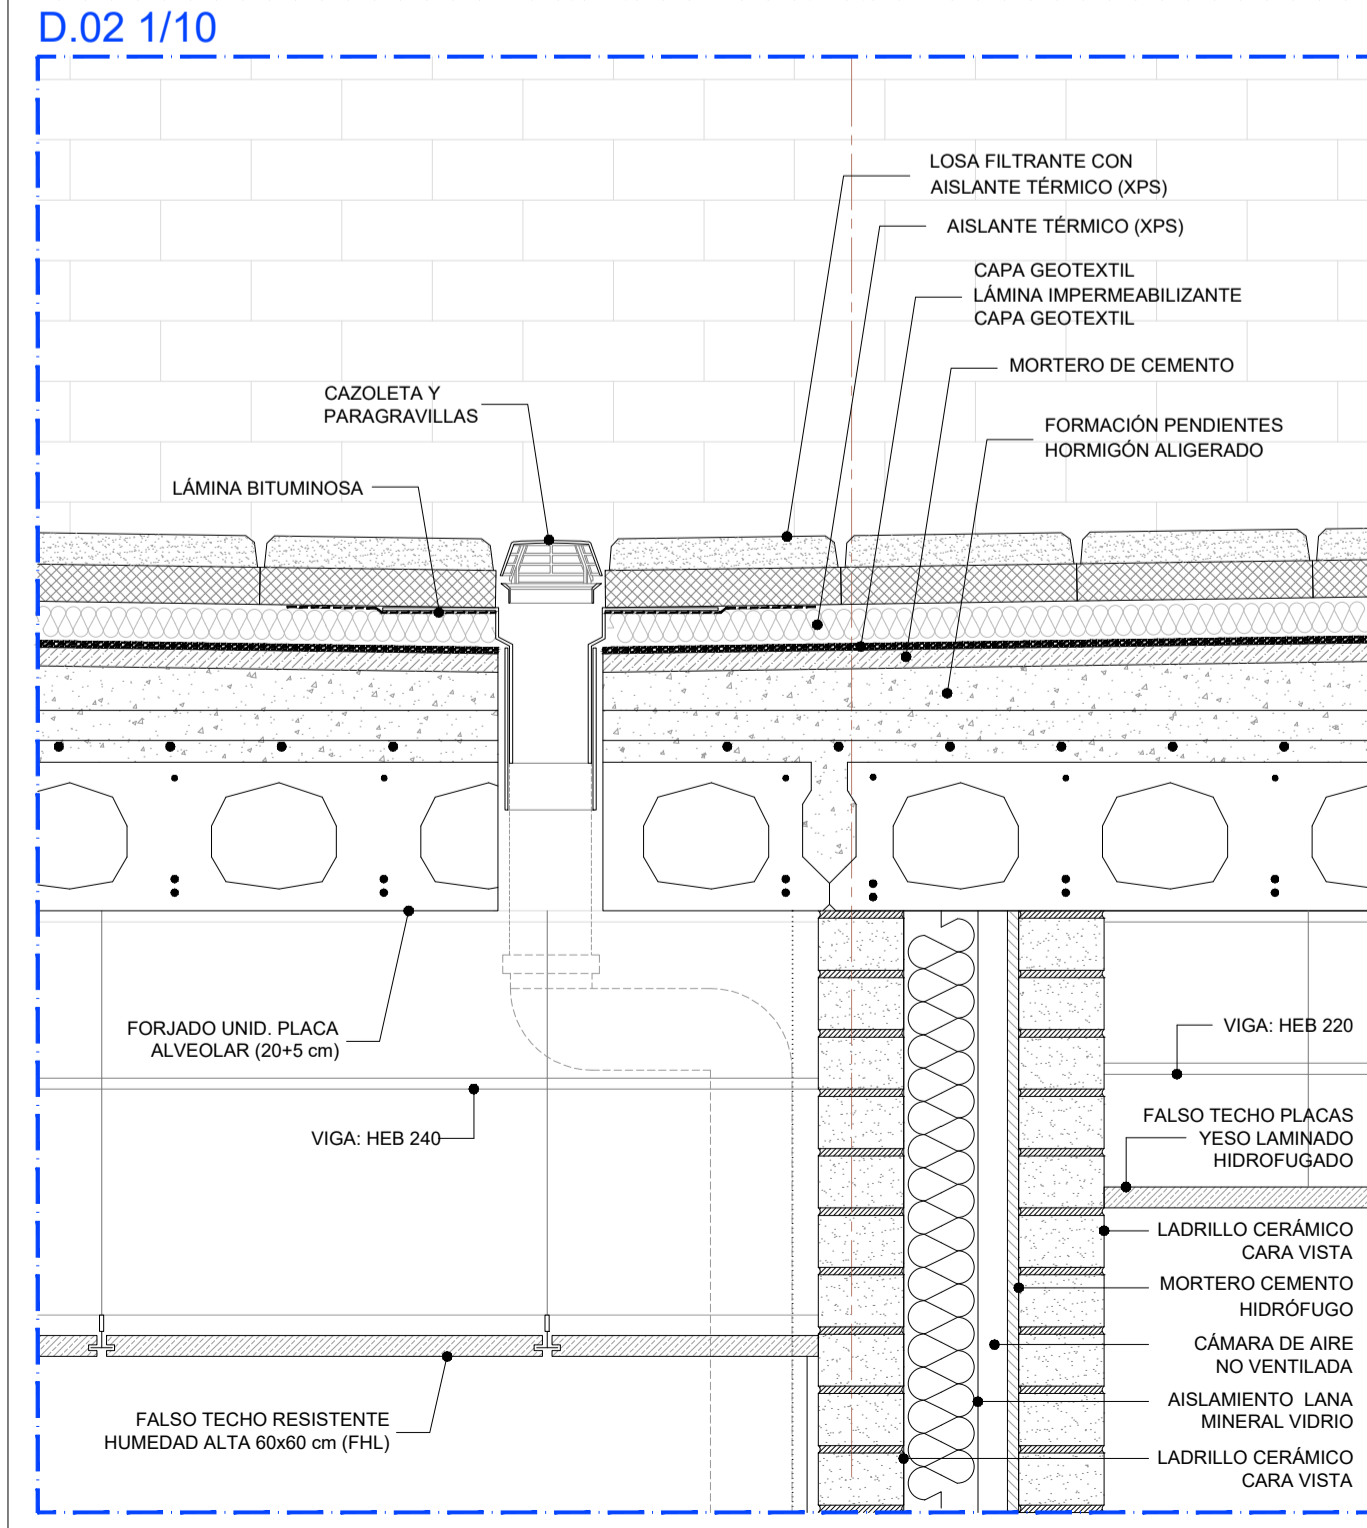 D.02 1/10
LOSA FILTRANTE CON
AISLANTE TÉRMICO (XPS)
AISLANTE TÉRMICO (XPS)
CAPA GEOTEXTIL
LÁMINA IMPERMEABILIZANTE
CAPA GEOTEXTIL
MORTERO DE CEMENTO
CAZOLETA Y
PARAGRAVILLAS
FORMACIÓN PENDIENTES
HORMIGÓN ALIGERADO
LÁMINA BITUMINOSA
FORJADO UNID. PLACA
ALVEOLAR (20+5 cm)
VIGA: HEB 220
VIGA: HEB 240
FALSO TECHO PLACAS
YESO LAMINADO
HIDROFUGADO
LADRILLO CERÁMICO
CARA VISTA
MORTERO CEMENTO
HIDRÓFUGO
CÁMARA DE AIRE
NO VENTILADA
AISLAMIENTO LANA
MINERAL VIDRIO
FALSO TECHO RESISTENTE
HUMEDAD ALTA 60x60 cm (FHL)
LADRILLO CERÁMICO
CARA VISTA